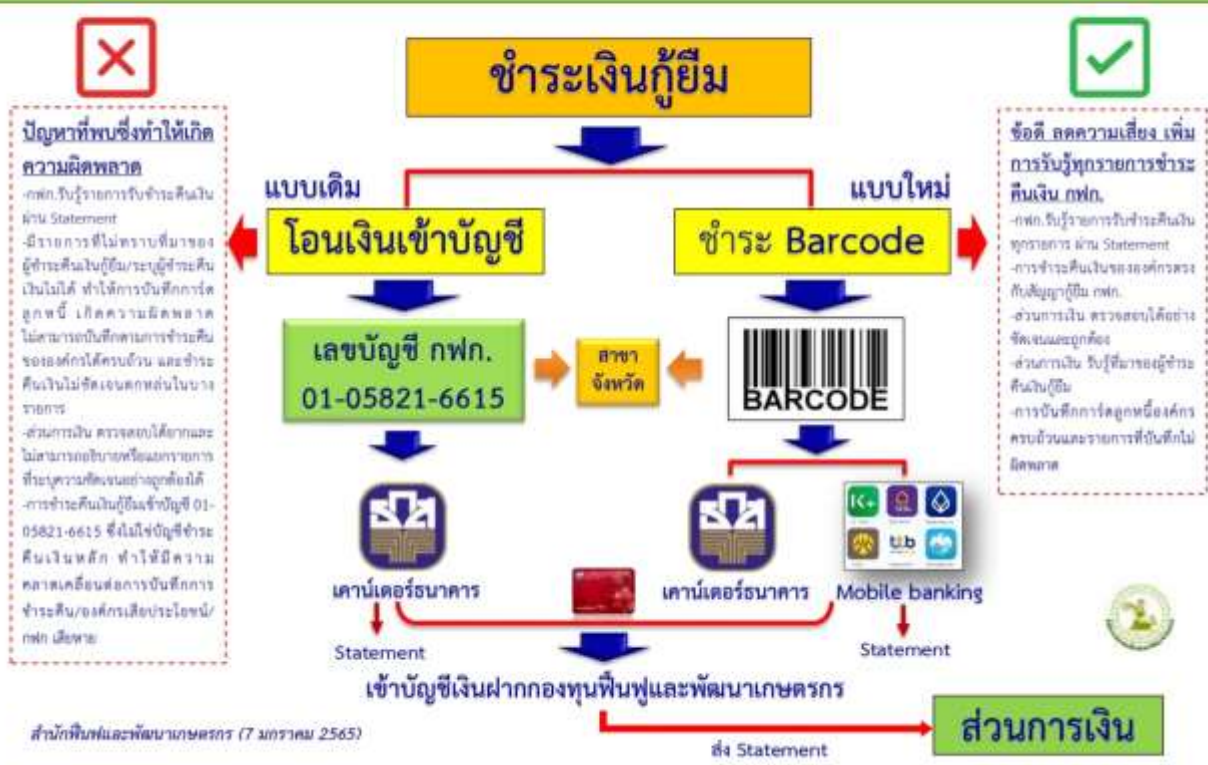 ชำระเงินกู้ยืม
ปัญหาที่พบซึ่งทำให้เกิด
ความผิดพลาด
-กฟก.รับรู้รายการรับชำระคืนเงิน
ผ่าน Statement
-มีรายการที่ไม่ทราบที่มาของ
ผู้ชำระคืนเงินกู้ยืม/ระบุผู้ชำระคืน
เงินไม่ได้ ทำให้การบันทึกการ์ด
ลูกหนี้ เกิดความผิดพลาด
ไม่สามารถบันทึกตามการชำระคืน
ขององค์กรได้ครบถ้วน และชำระ
คืนเงินไม่ชัดเจนตกหล่นในบาง
รายการ
-ส่วนการเงิน ตรวจสอบได้ยากและ
ไม่สามารถอธิบายหรือแยกรายการ
ที่ระบุความชัดเจนอย่างถูกต้องได้
-การชำระคืนเงินกู้ยืมเข้าบัญชี 01-
05821-6615 ซึ่งไม่ใช่บัญชีชำระ
คืนเงินหลัก ทำให้มีความ
คลาดเคลื่อนต่อการบันทึกการ
ชำระคืน/องค์กรเสียประโยชน์/
กฟก เสียหาย
แบบเดิม
โอนเงินเข้าบัญชี
เลขบัญชี กฟก.
01-05821-6615
สาขา
จังหวัด
แบบใหม่
ชำระ Barcode
BARCODE
K+
ttb
เคาน์เตอร์ธนาคาร
เคาน์เตอร์ธนาคาร
Mobile banking
Statement
Statement
เข้าบัญชีเงินฝากกองทุนฟื้นฟูและพัฒนาเกษตรกร
ส่ง Statement
ส่วนการเงิน
ข้อดี ลดความเสี่ยง เพิ่ม
การรับรู้ทุกรายการชำระ
คืนเงิน กฟก.
-กฟก.รับรู้รายการรับชำระคืนเงิน
ทุกรายการ ผ่าน Statement
-การชำระคืนเงินขององค์กรตรง
กับสัญญากู้ยืม กฟก.
-ส่วนการเงิน ตรวจสอบได้อย่าง
ชัดเจนและถูกต้อง
-ส่วนการเงิน รับรู้ที่มาของผู้ชำระ
คืนเงินกู้ยืม
-การบันทึกการ์ดลูกหนี้องค์กร
ครบถ้วนและรายการที่บันทึกไม่
ผิดพลาด
สำนักฟื้นฟูและพัฒนาเกษตรกร (7 มกราคม 2565)